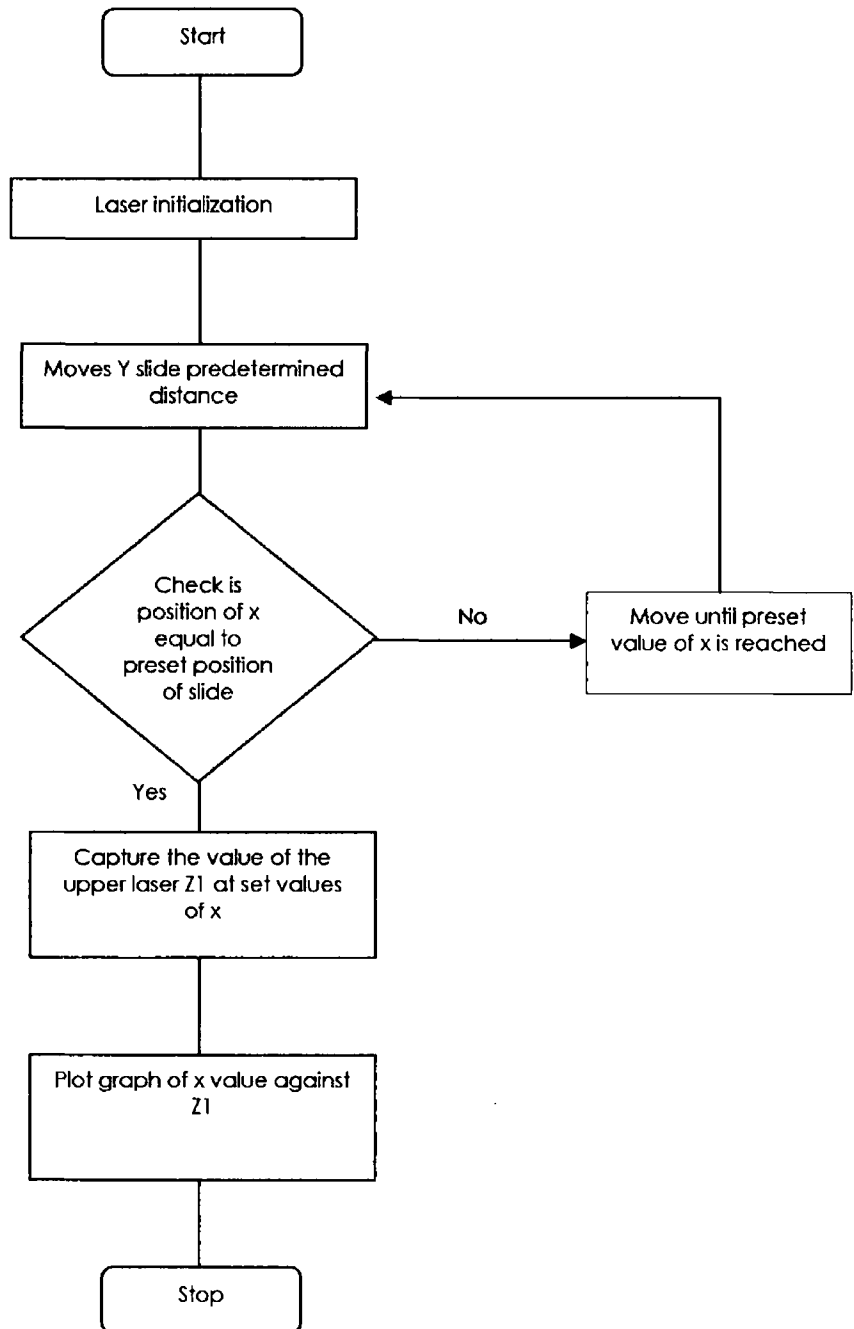 Start
Laser initialization
Moves Y slide predetermined
distance
Check is
position of x
equal to
preset position
of slide
No
Move until preset
value of x is reached
Yes
Capture the value of the
upper laser Z1 at set values
of x
Plot graph of x value against
Z1
Stop